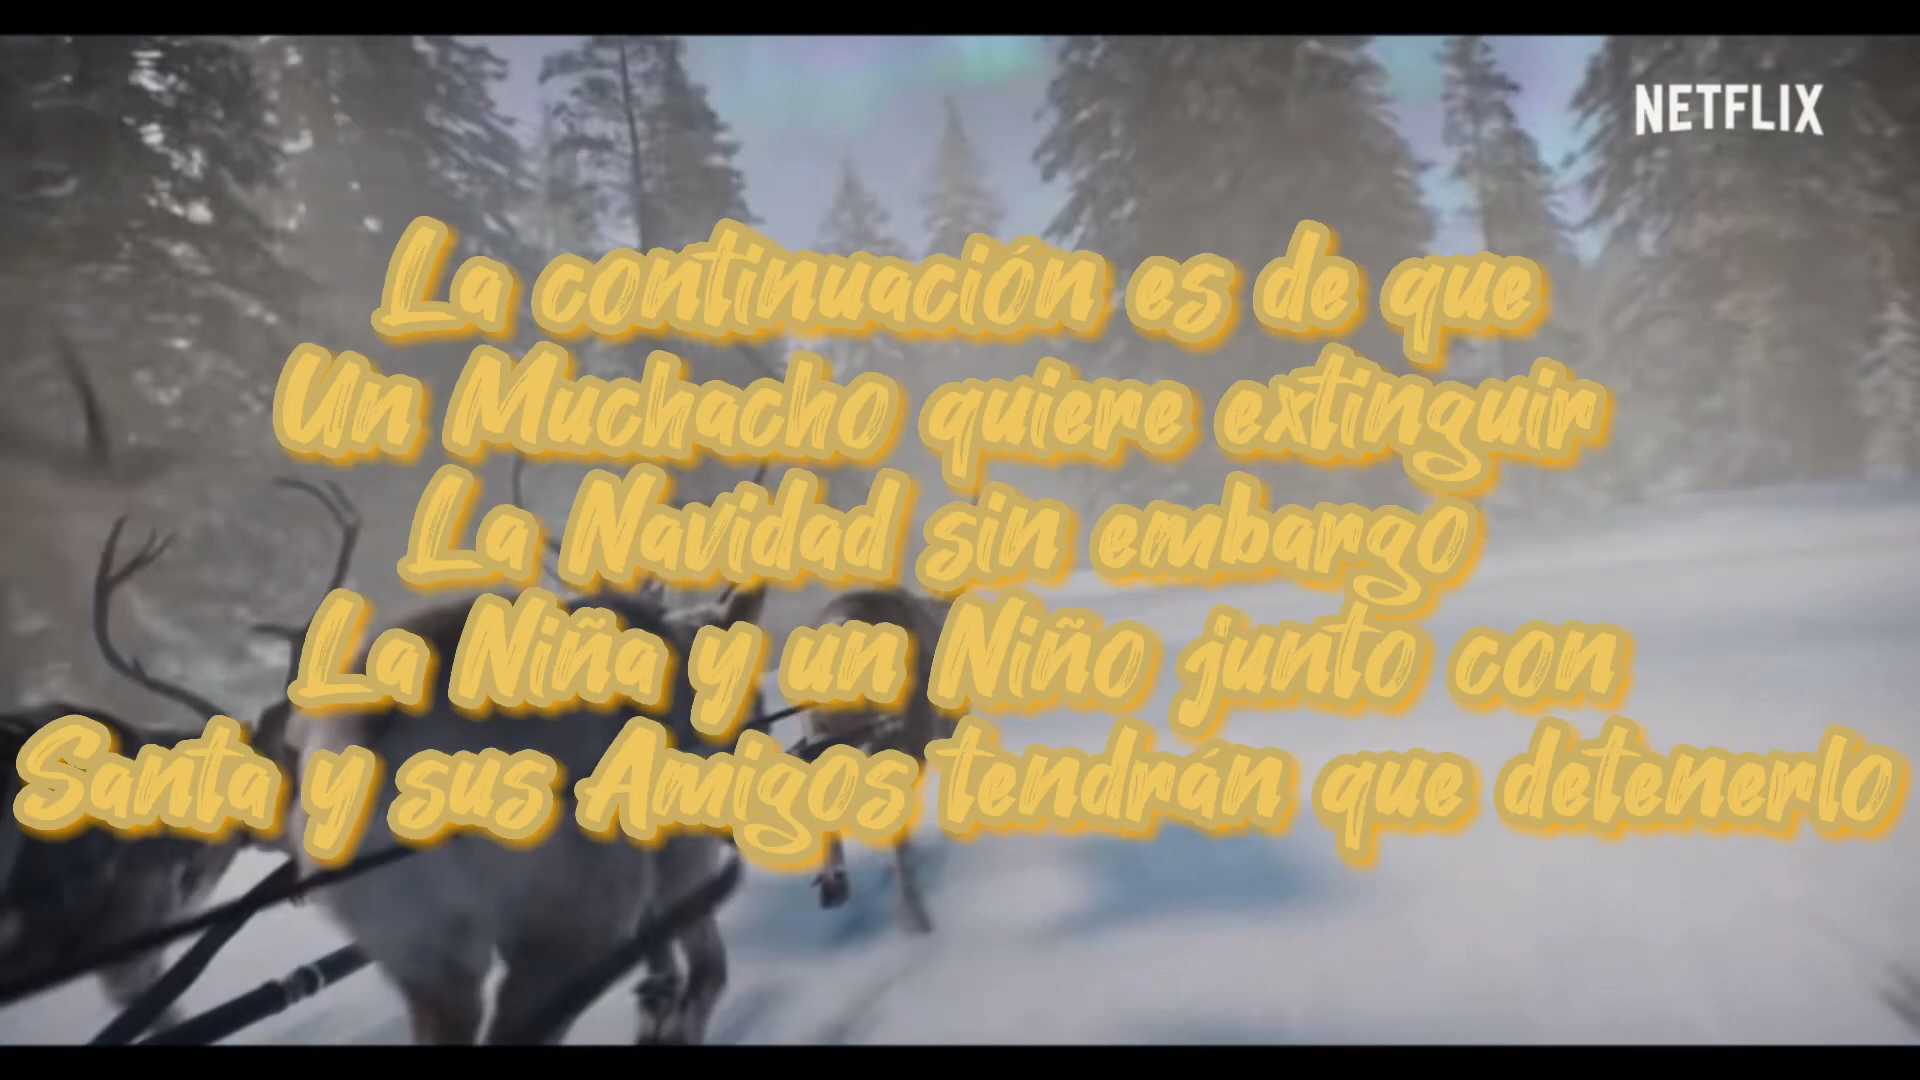 NETFLIX
La continuación es de que
Un Muchacho quiere extinguir
La Navidad sin embargo
La Niña y un Niño junto con
Santa y sus Amigos tendrán que detenerlo